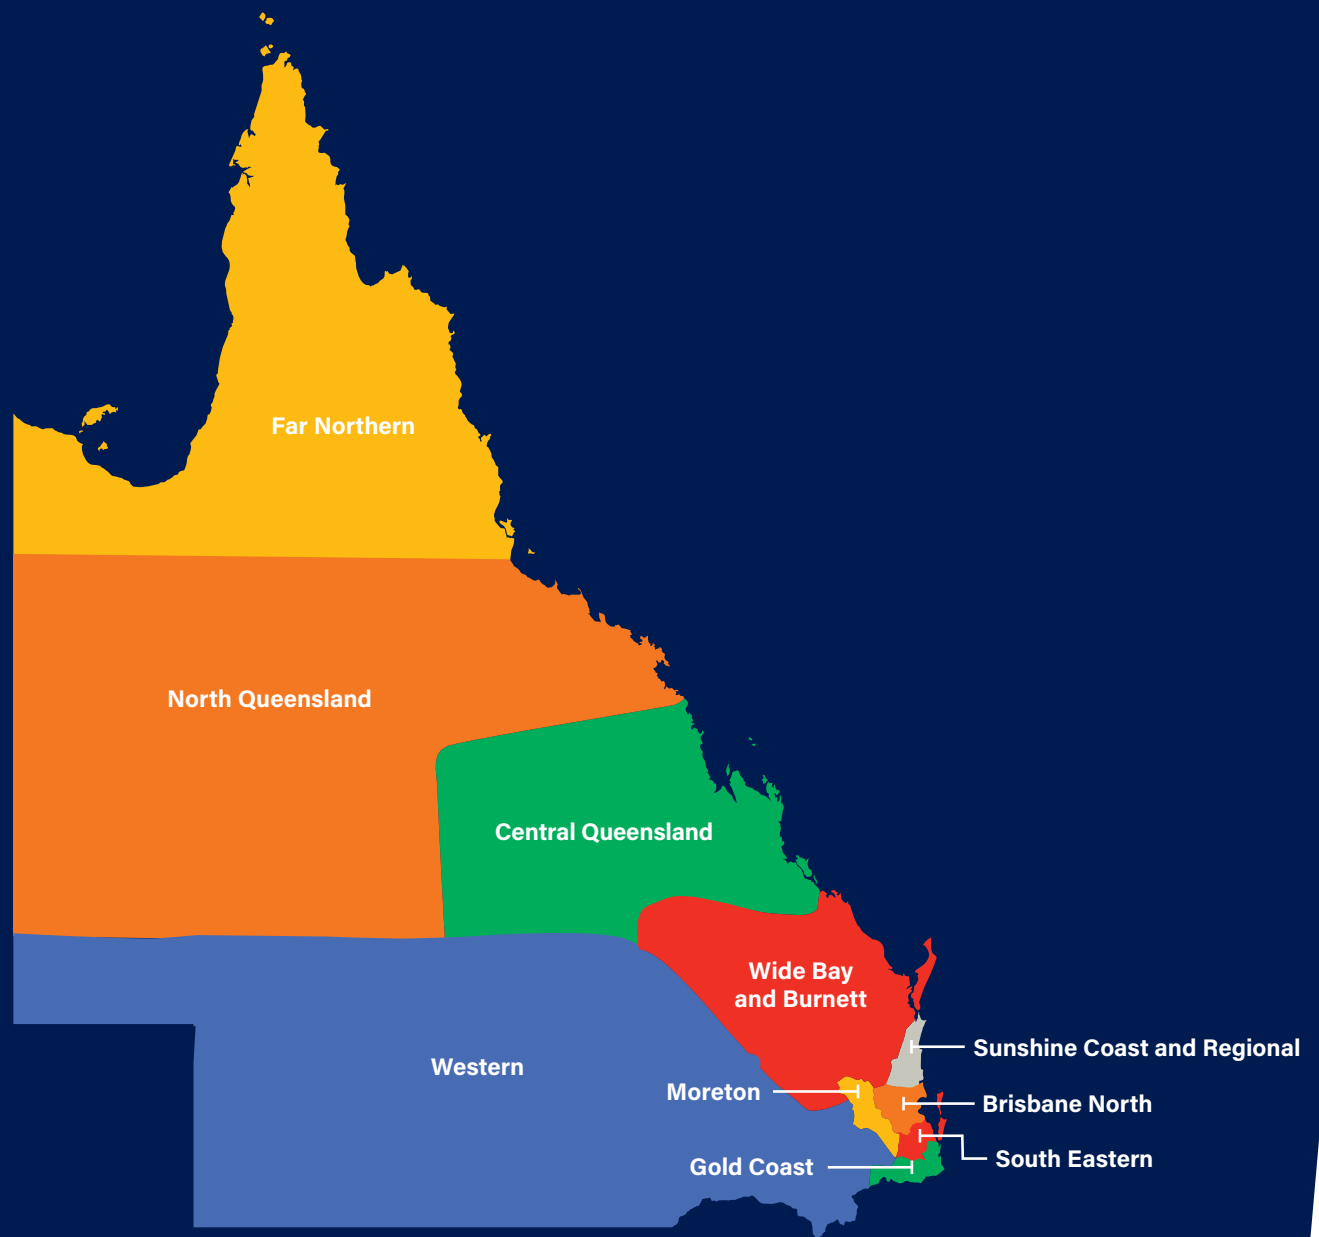 Far Northern
North Queensland
Central Queensland
Wide Bay
and Burnett
Sunshine Coast and Regional
Western
Moreton
Brisbane North
South Eastern
Gold Coast